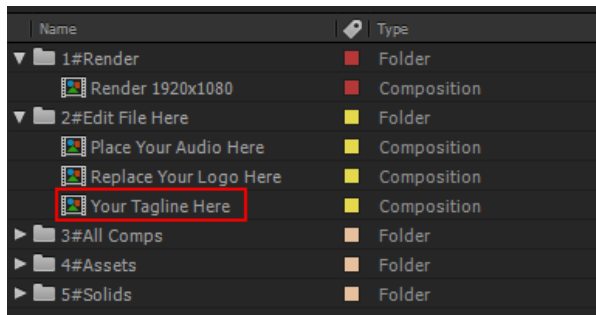 Name Type
1#Render Folder
Render 1920x1080 Composition
2#Edit File Here Folder
Place Your Audio Here Composition
Replace Your Logo Here Composition
Your Tagline Here Composition
3#All Comps Folder
4#Assets Folder
5#Solids Folder